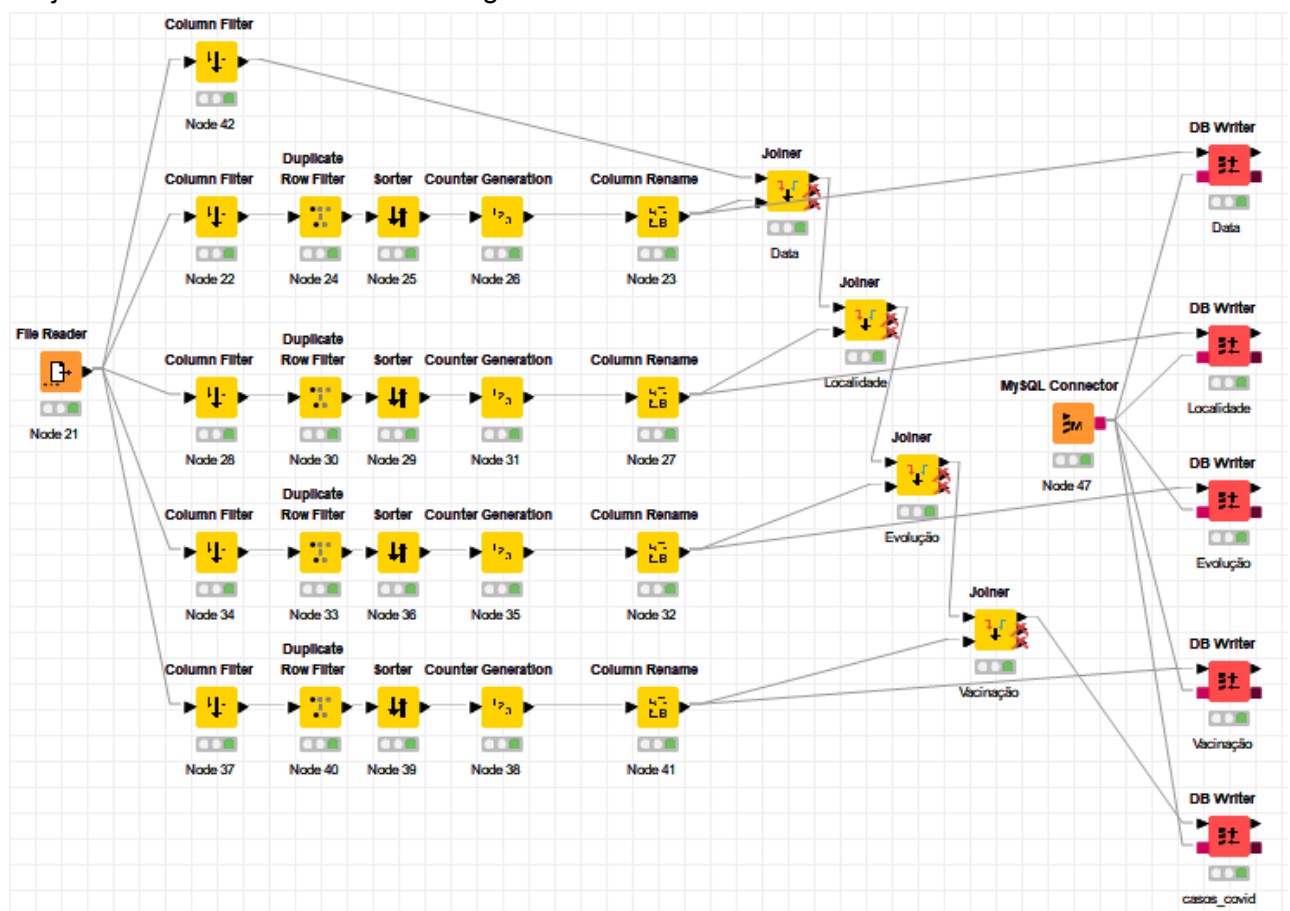 Column Filter
Node 42
DB Writer
Data
Joiner
Data
Column Filter
Node 22
Duplicate
Row Filter
Node 24
Sorter
Node 25
Counter Generation
Node 26
Column Rename
Node 23
Joiner
Localidade
DB Writer
Localidade
File Reader
Node 21
Column Filter
Node 28
Duplicate
Row Filter
Node 30
Sorter
Node 29
Counter Generation
Node 31
Column Rename
Node 27
MySQL Connector
Node 47
Joiner
Evolução
DB Writer
Evolução
Column Filter
Node 34
Duplicate
Row Filter
Node 33
Sorter
Node 36
Counter Generation
Node 35
Column Rename
Node 32
Joiner
Vacinação
DB Writer
Vacinação
Column Filter
Node 37
Duplicate
Row Filter
Node 40
Sorter
Node 39
Counter Generation
Node 38
Column Rename
Node 41
DB Writer
casos_covid